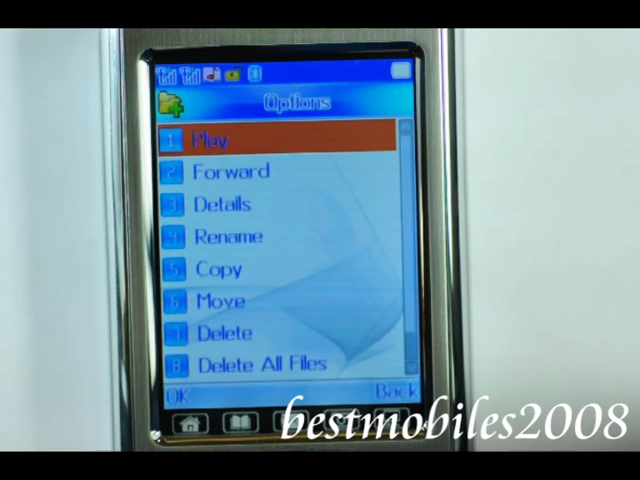 Options
1 Play
2 Forward
3 Details
4 Rename
5 Copy
6 Move
7 Delete
8 Delete All Files
OK Back
bestmobiles2008